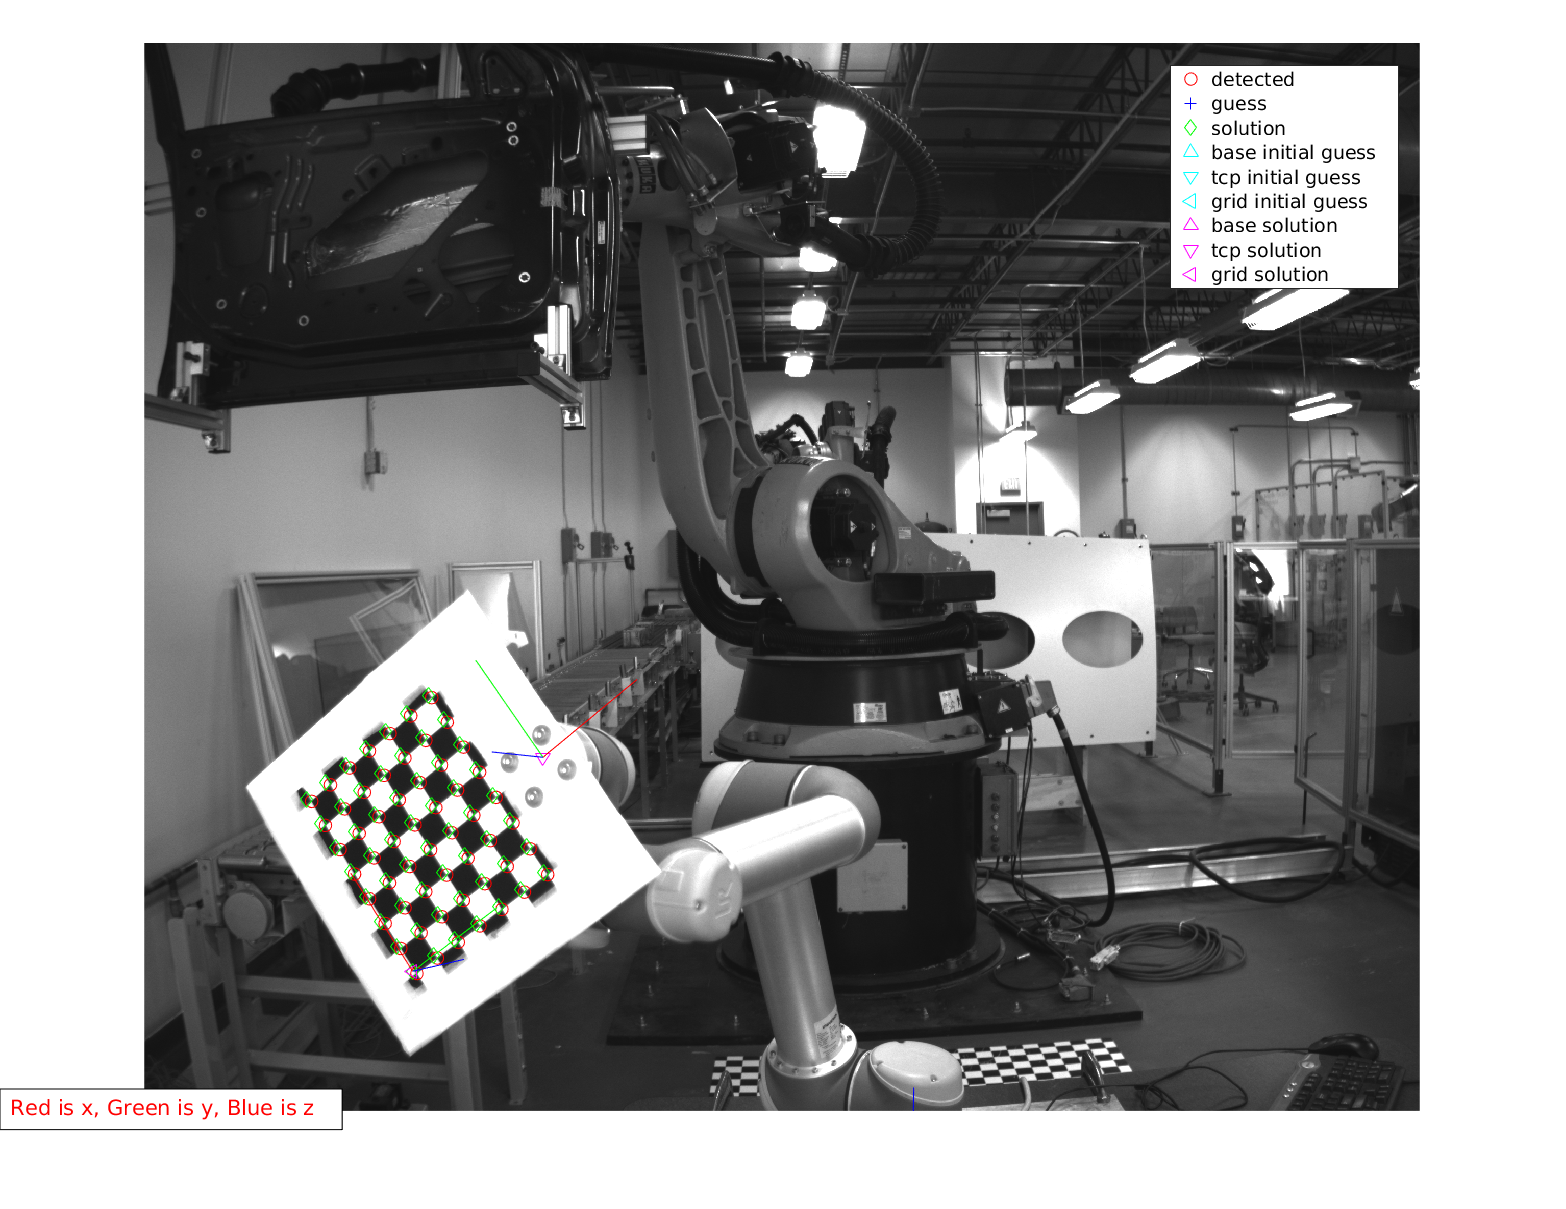 detected
guess
solution
base initial guess
tcp initial guess
grid initial guess
base solution
tcp solution
grid solution
Red is x, Green is y, Blue is z